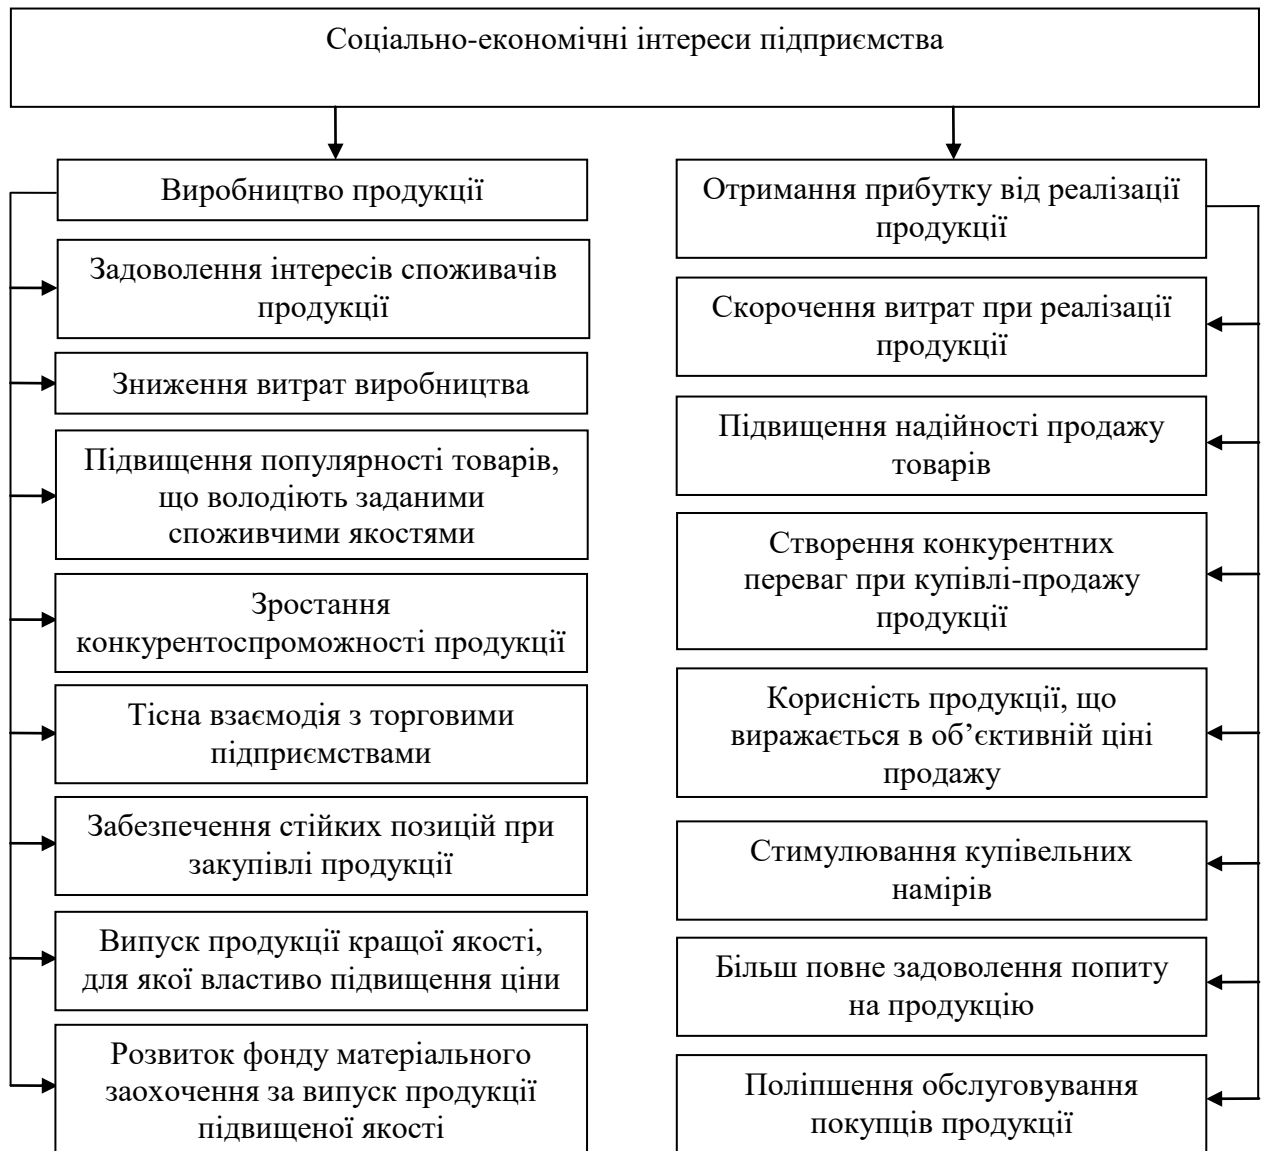 Соціально-економічні інтереси підприємства
Виробництво продукції
Задоволення інтересів споживачів
продукції
Зниження витрат виробництва
Підвищення популярності товарів,
що володіють заданими
споживчими якостями
Зростання
конкурентоспроможності продукції
Тісна взаємодія з торговими
підприємствами
Забезпечення стійких позицій при
закупівлі продукції
Випуск продукції кращої якості,
для якої властиво підвищення ціни
Розвиток фонду матеріального
заохочення за випуск продукції
підвищеної якості
Отримання прибутку від реалізації
продукції
Скорочення витрат при реалізації
продукції
Підвищення надійності продажу
товарів
Створення конкурентних
переваг при купівлі-продажу
продукції
Корисність продукції, що
виражається в об’єктивній ціні
продажу
Стимулювання купівельних
намірів
Більш повне задоволення попиту
на продукцію
Поліпшення обслуговування
покупців продукції